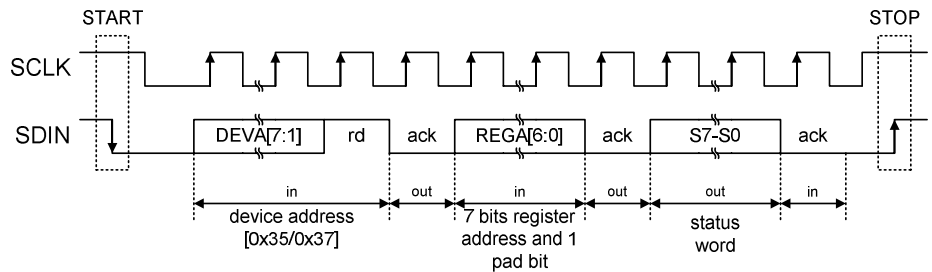 START
STOP
SCLK
SDIN
DEVA[7:1]
rd
ack
REGA[6:0]
ack
S7-S0
ack
in
out
in
out
out
in
device address
[0x35/0x37]
7 bits register
address and 1
pad bit
status
word